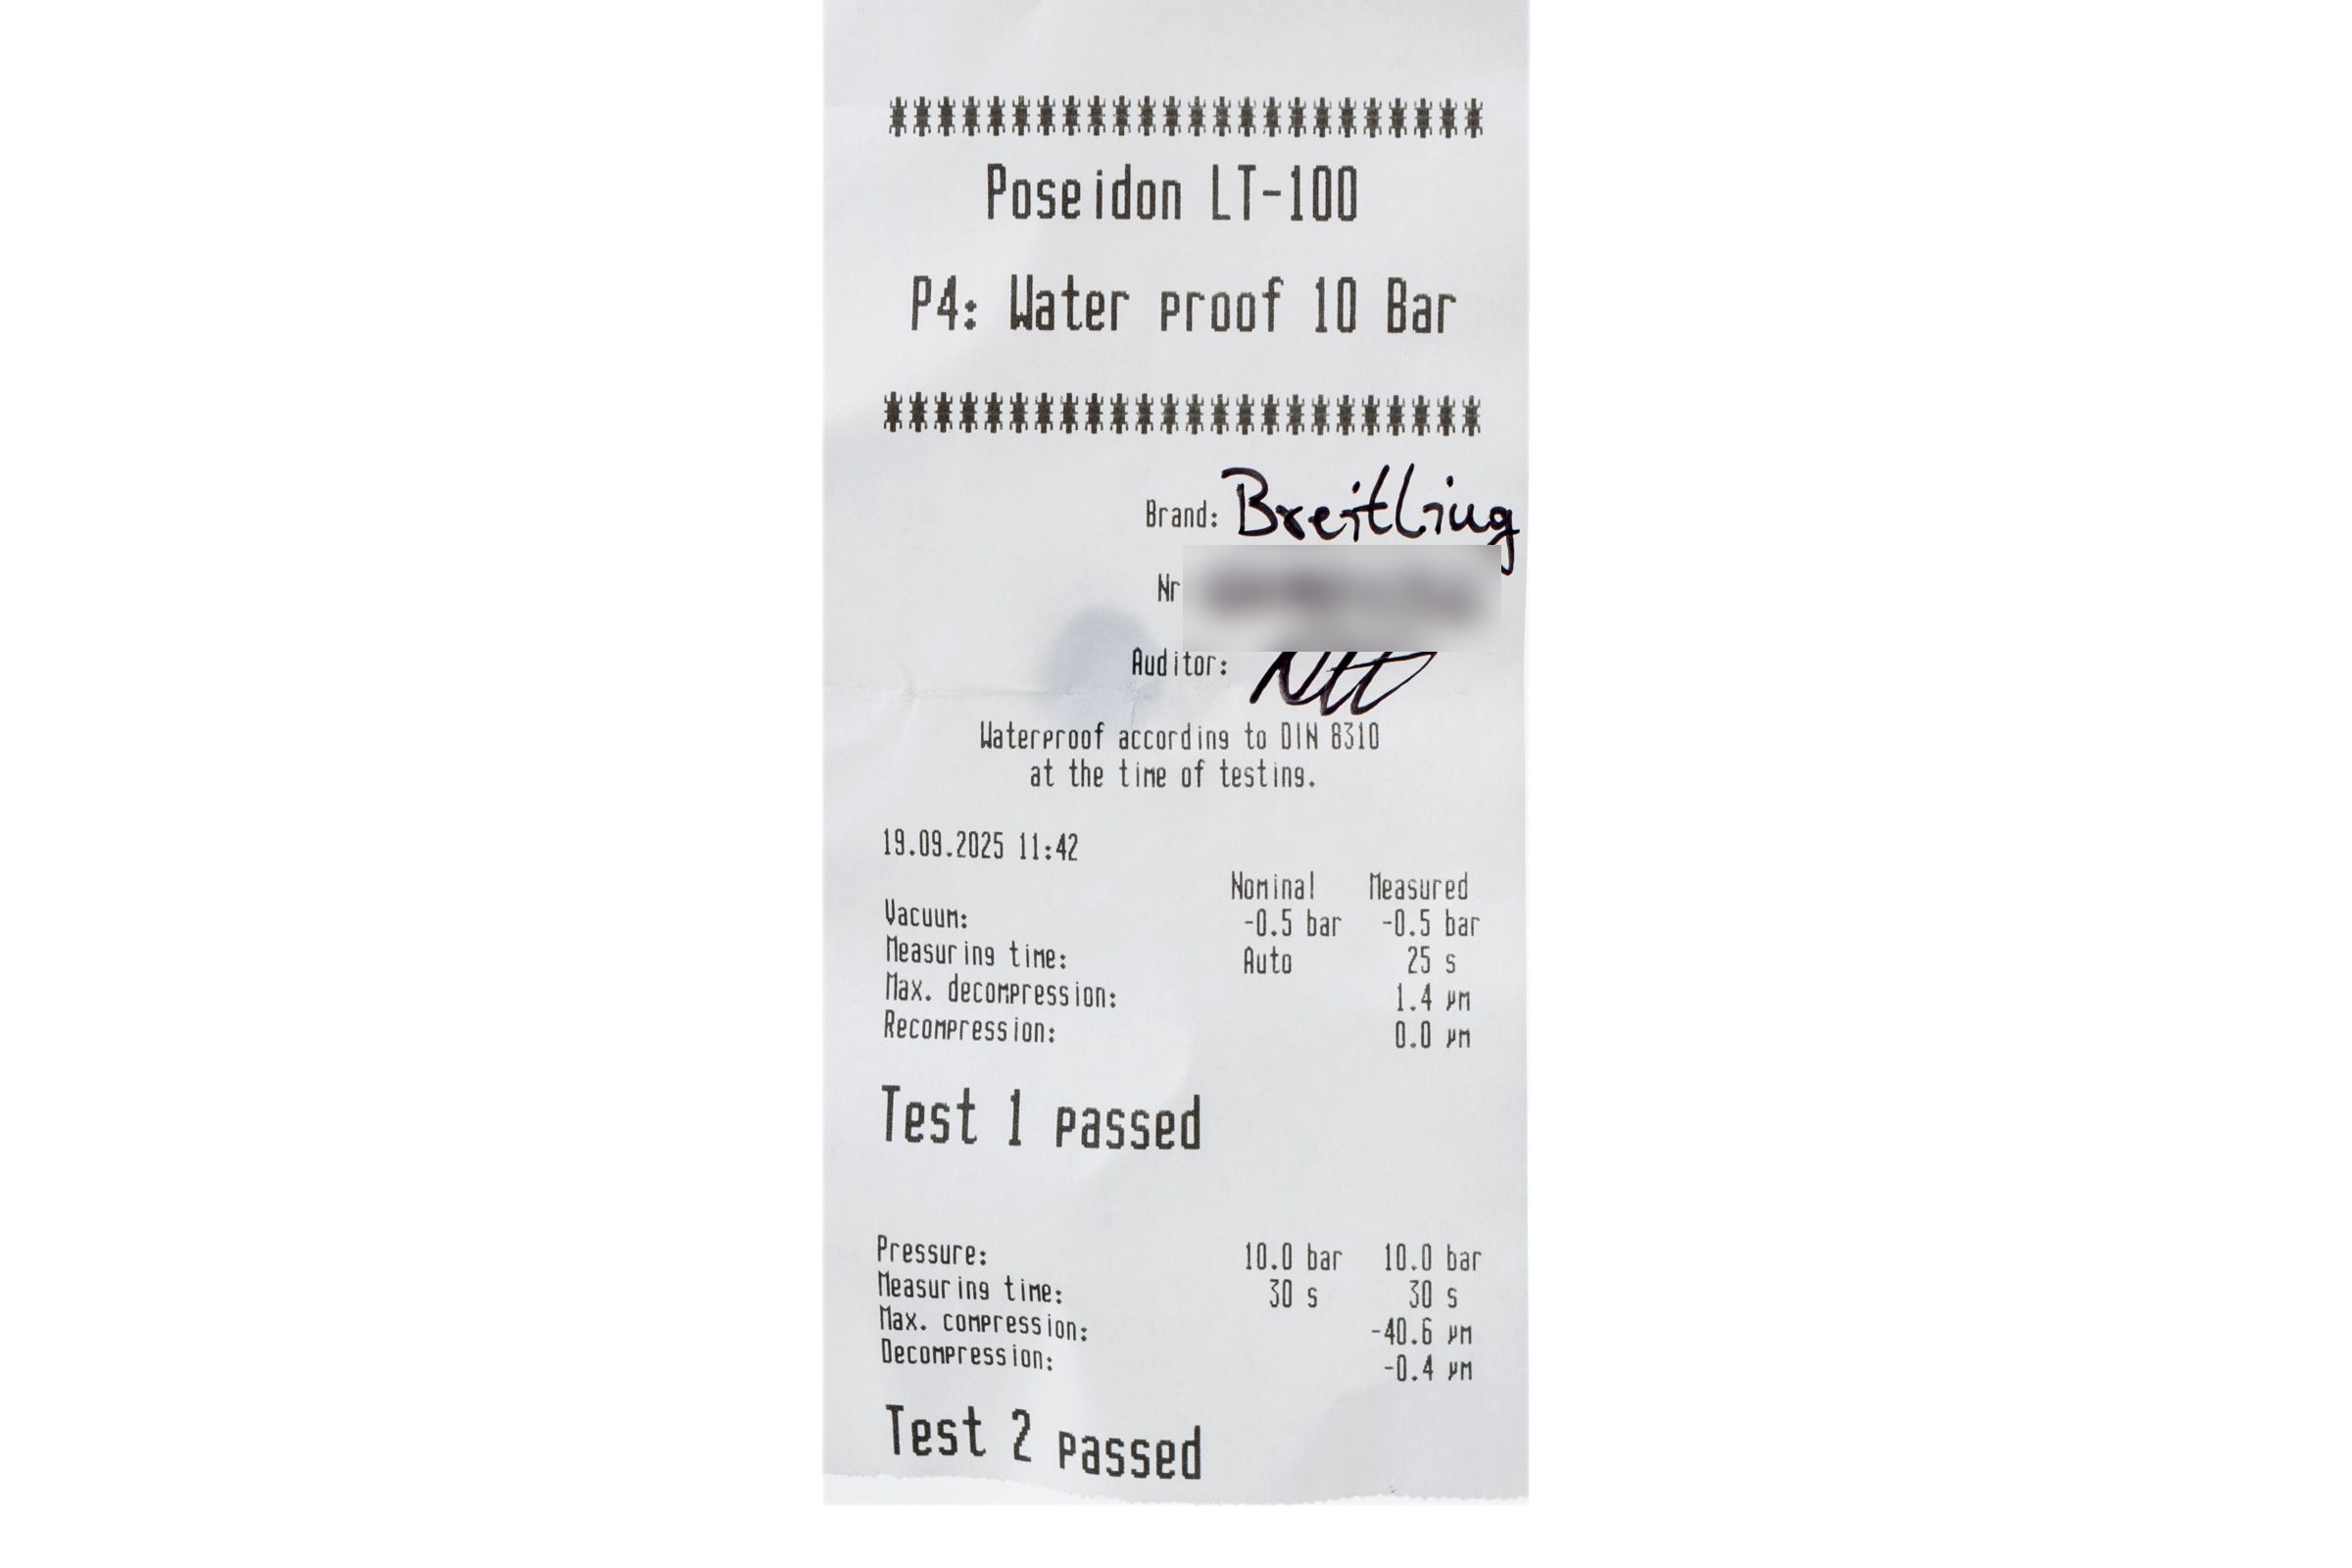 Poseidon LT-100
P4: Water proof 10 Bar
Brand: Breitling
Nr
Auditor:
Waterproof according to DIN 8310
at the time of testing.
19.09.2025 11:42
Nominal Measured
Vacuum: -0.5 bar -0.5 bar
Measuring time: Auto 25 s
Max. decompression: 1.4 µm
Recompression: 0.0 µm
Test 1 passed
Pressure: 10.0 bar 10.0 bar
Measuring time: 30 s 30 s
Max. compression: -40.6 µm
Decompression: -0.4 µm
Test 2 passed